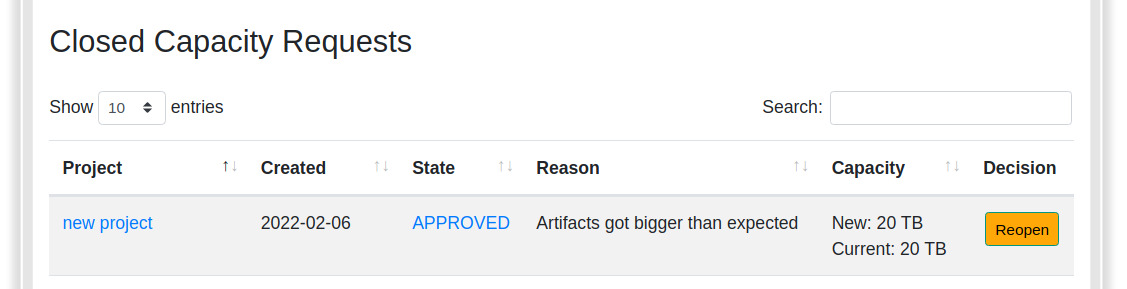 Closed Capacity Requests
Show 10 entries
Search:
Project ↑↓ Created ↑↓ State ↑↓ Reason ↑↓ Capacity ↑↓ Decision
new project 2022-02-06 APPROVED Artifacts got bigger than expected New: 20 TB Reopen
Current: 20 TB